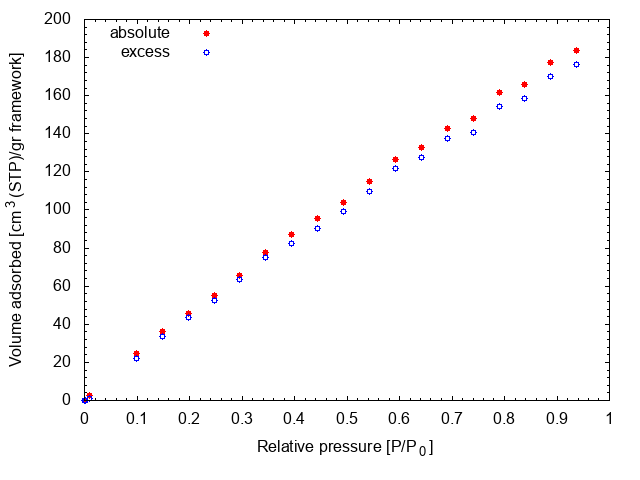 absolute
excess
200
180
160
140
120
100
80
60
40
20
0
Volume adsorbed [cm³(STP)/gr framework]
0 0.1 0.2 0.3 0.4 0.5 0.6 0.7 0.8 0.9 1
Relative pressure [P/P₀]